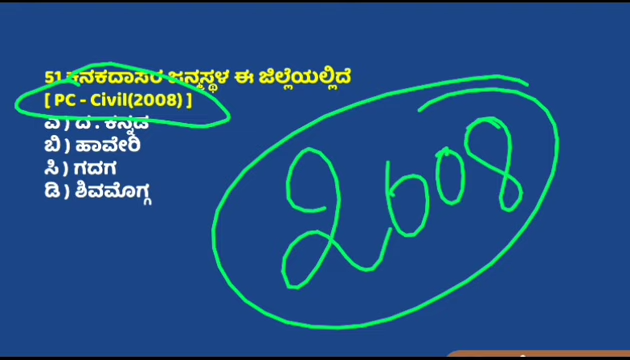 51 ಕನಕದಾಸರ ಜನ್ಮಸ್ಥಳ ಈ ಜಿಲ್ಲೆಯಲ್ಲಿದೆ
[ PC - Civil(2008) ]
ಎ ) ದ . ಕನ್ನಡ
ಬಿ ) ಹಾವೇರಿ
ಸಿ ) ಗದಗ
ಡಿ ) ಶಿವಮೊಗ್ಗ
2008